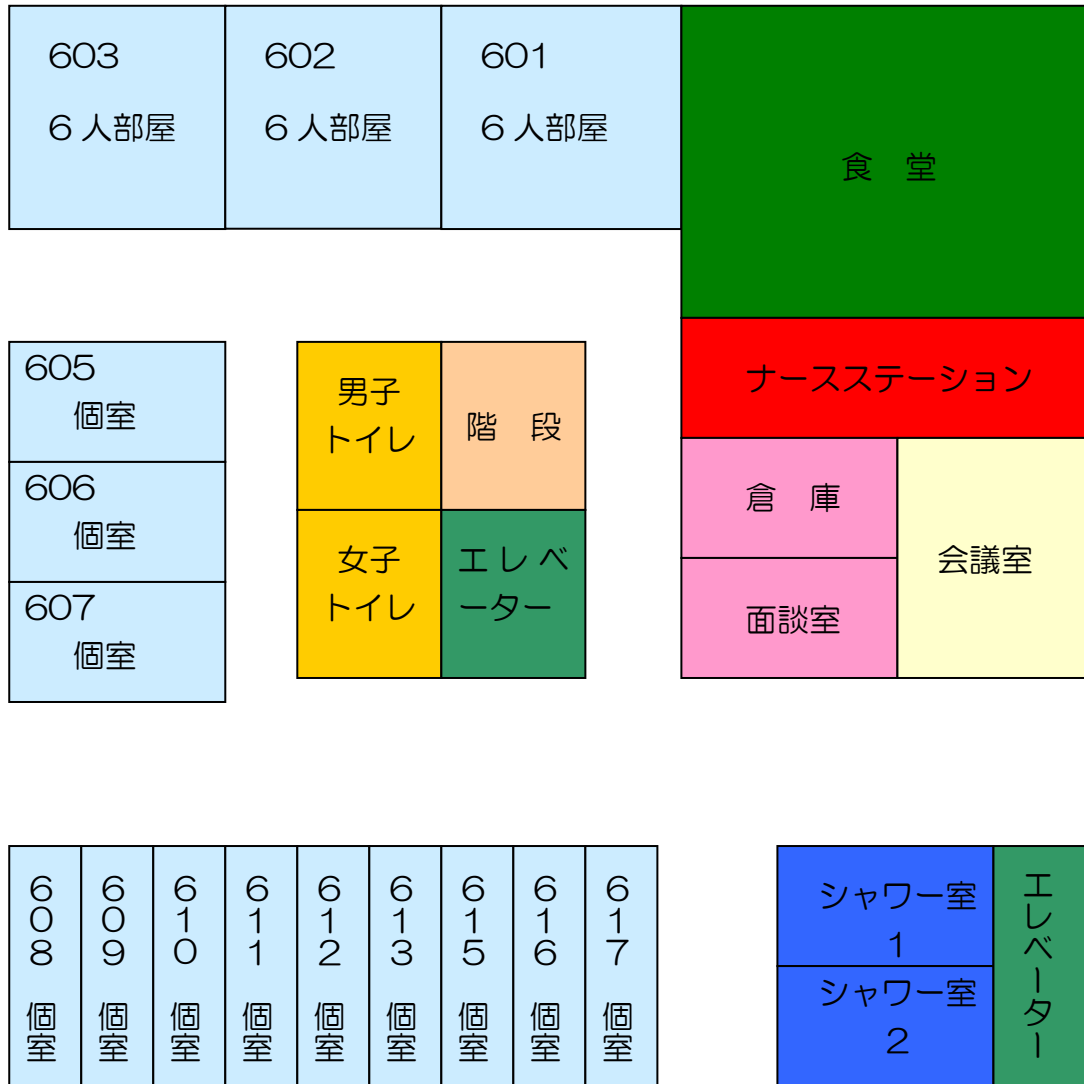 603
6人部屋
602
6人部屋
601
6人部屋
食　堂
ナースステーション
605
個室
606
個室
607
個室
男子
トイレ
階　段
女子
トイレ
エレベ
ーター
倉　庫
面談室
会議室
608 個室
609 個室
610 個室
611 個室
612 個室
613 個室
615 個室
616 個室
617 個室
シャワー室
1
シャワー室
2
エレベーター